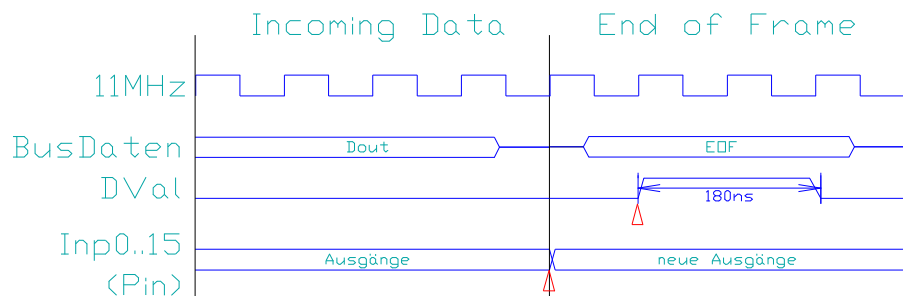 Incoming Data End of Frame
11MHz
BusDaten Dout EOF
DVal 180ns
Inp0..15 Ausgänge neue Ausgänge
(Pin)